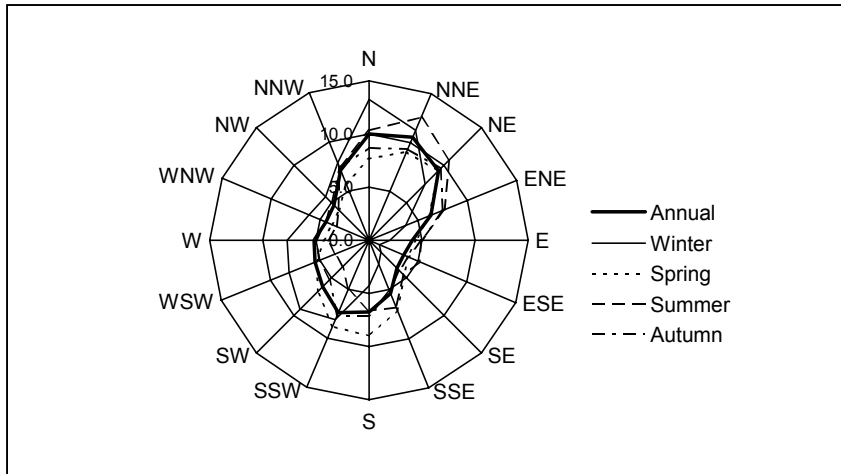 N
NNE
NE
ENE
E
ESE
SE
SSE
S
SSW
SW
WSW
W
WNW
NW
NNW
15.0
10.0
5.0
0.0
Annual
Winter
Spring
Summer
Autumn